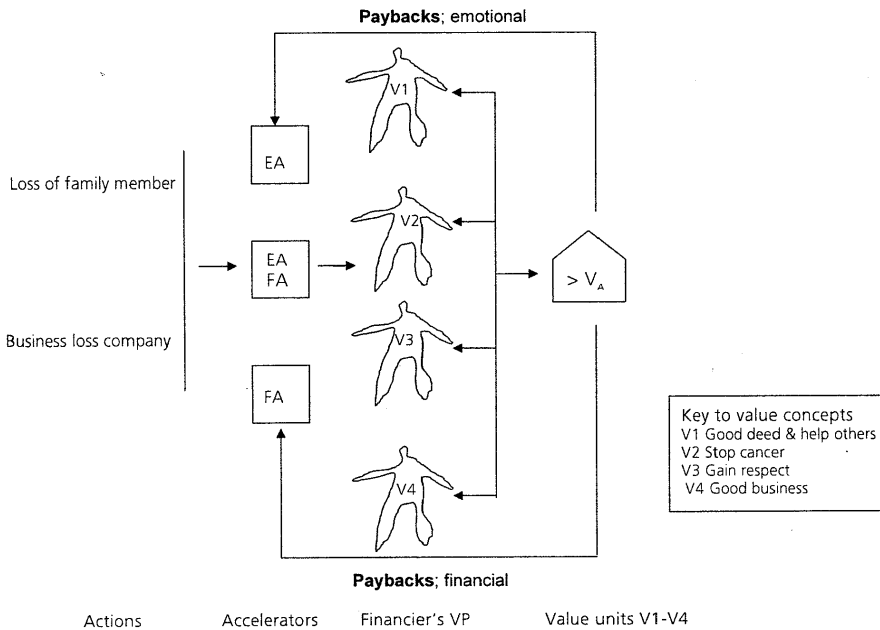 Paybacks; emotional
V1
EA
Loss of family member
V2
EA
FA
> VA
V3
Business loss company
FA
Key to value concepts
V1 Good deed & help others
V2 Stop cancer
V3 Gain respect
V4 Good business
V4
Paybacks; financial
Actions Accelerators Financier's VP Value units V1-V4